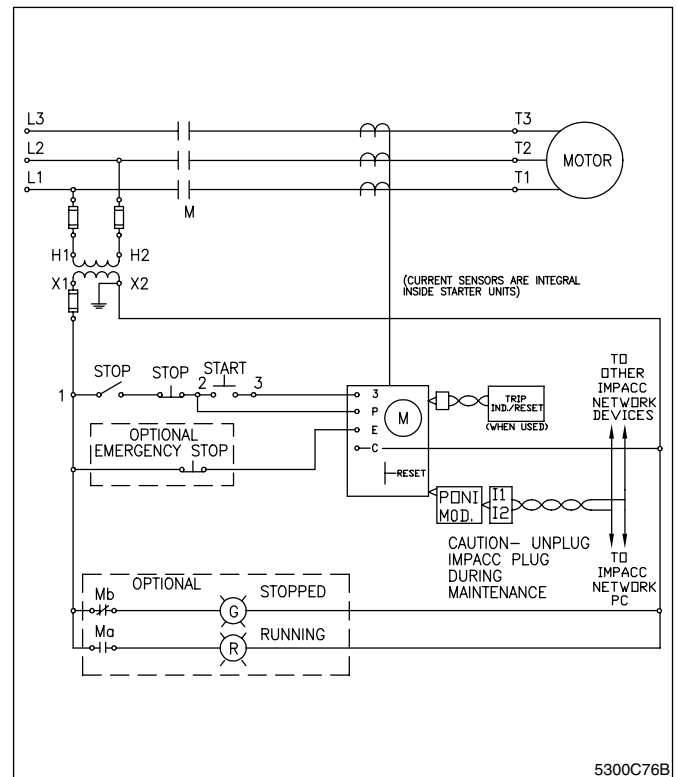 L3
T3
L2
T2
MOTOR
L1
T1
M
H1
H2
X1
X2
(CURRENT SENSORS ARE INTEGRAL
INSIDE STARTER UNITS)
STOP
STOP
START
1
2
3
3
P
E
C
M
RESET
TRIP
IND./RESET
(WHEN USED)
TO
OTHER
IMPACC
NETWORK
DEVICES
OPTIONAL
EMERGENCY STOP
PONI
MOD.
I1
I2
CAUTION- UNPLUG
IMPACC PLUG
DURING
MAINTENANCE
TO
IMPACC
NETWORK
PC
OPTIONAL
Mb
G
STOPPED
Ma
R
RUNNING
5300C76B